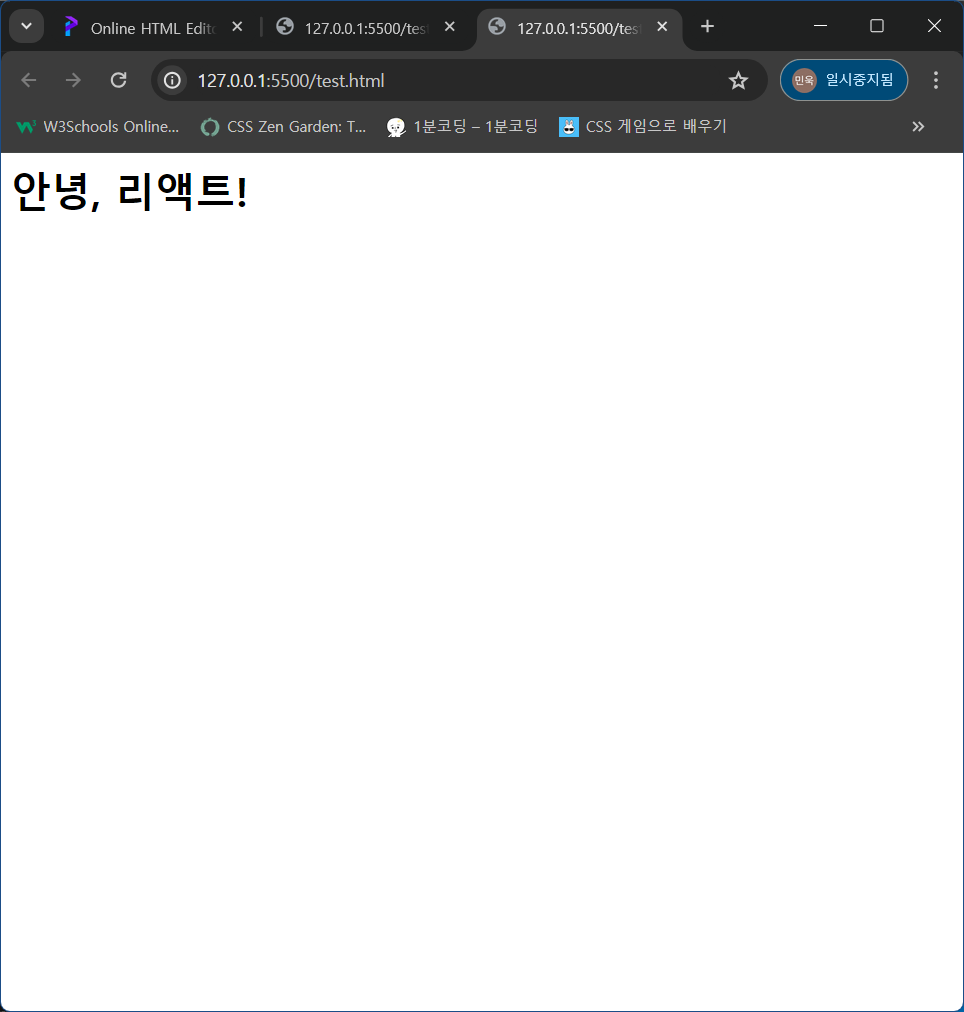 Online HTML Edito
127.0.0.1:5500/tes
127.0.0.1:5500/tes
127.0.0.1:5500/test.html
민욱 일시중지됨
W3Schools Online...
CSS Zen Garden: T...
1분코딩 – 1분코딩
CSS 게임으로 배우기
안녕, 리액트!